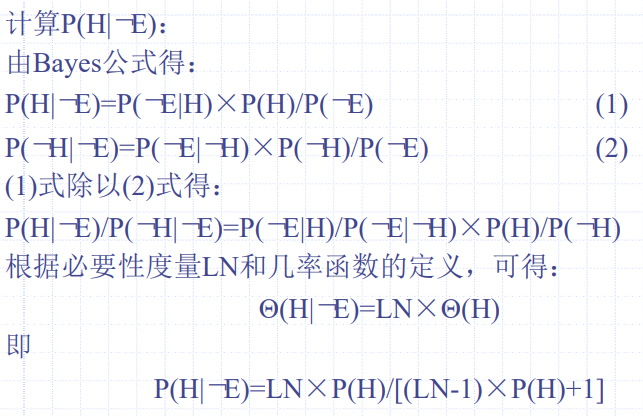 计算P(H|¬E)：
由Bayes公式得：
P(H|¬E)=P(¬E|H)×P(H)/P(¬E) (1)
P(¬H|¬E)=P(¬E|¬H)×P(¬H)/P(¬E) (2)
(1)式除以(2)式得：
P(H|¬E)/P(¬H|¬E)=P(¬E|H)/P(¬E|¬H)×P(H)/P(¬H)
根据必要性度量LN和几率函数的定义，可得：
Θ(H|¬E)=LN×Θ(H)
即
P(H|¬E)=LN×P(H)/[(LN-1)×P(H)+1]